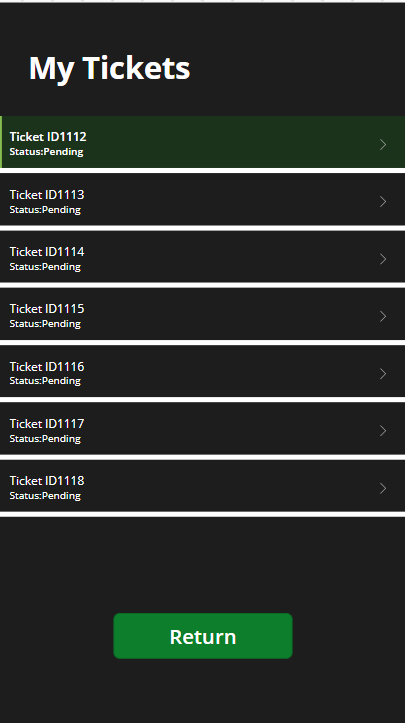 My Tickets
Ticket ID1112
Status:Pending
Ticket ID1113
Status:Pending
Ticket ID1114
Status:Pending
Ticket ID1115
Status:Pending
Ticket ID1116
Status:Pending
Ticket ID1117
Status:Pending
Ticket ID1118
Status:Pending
Return